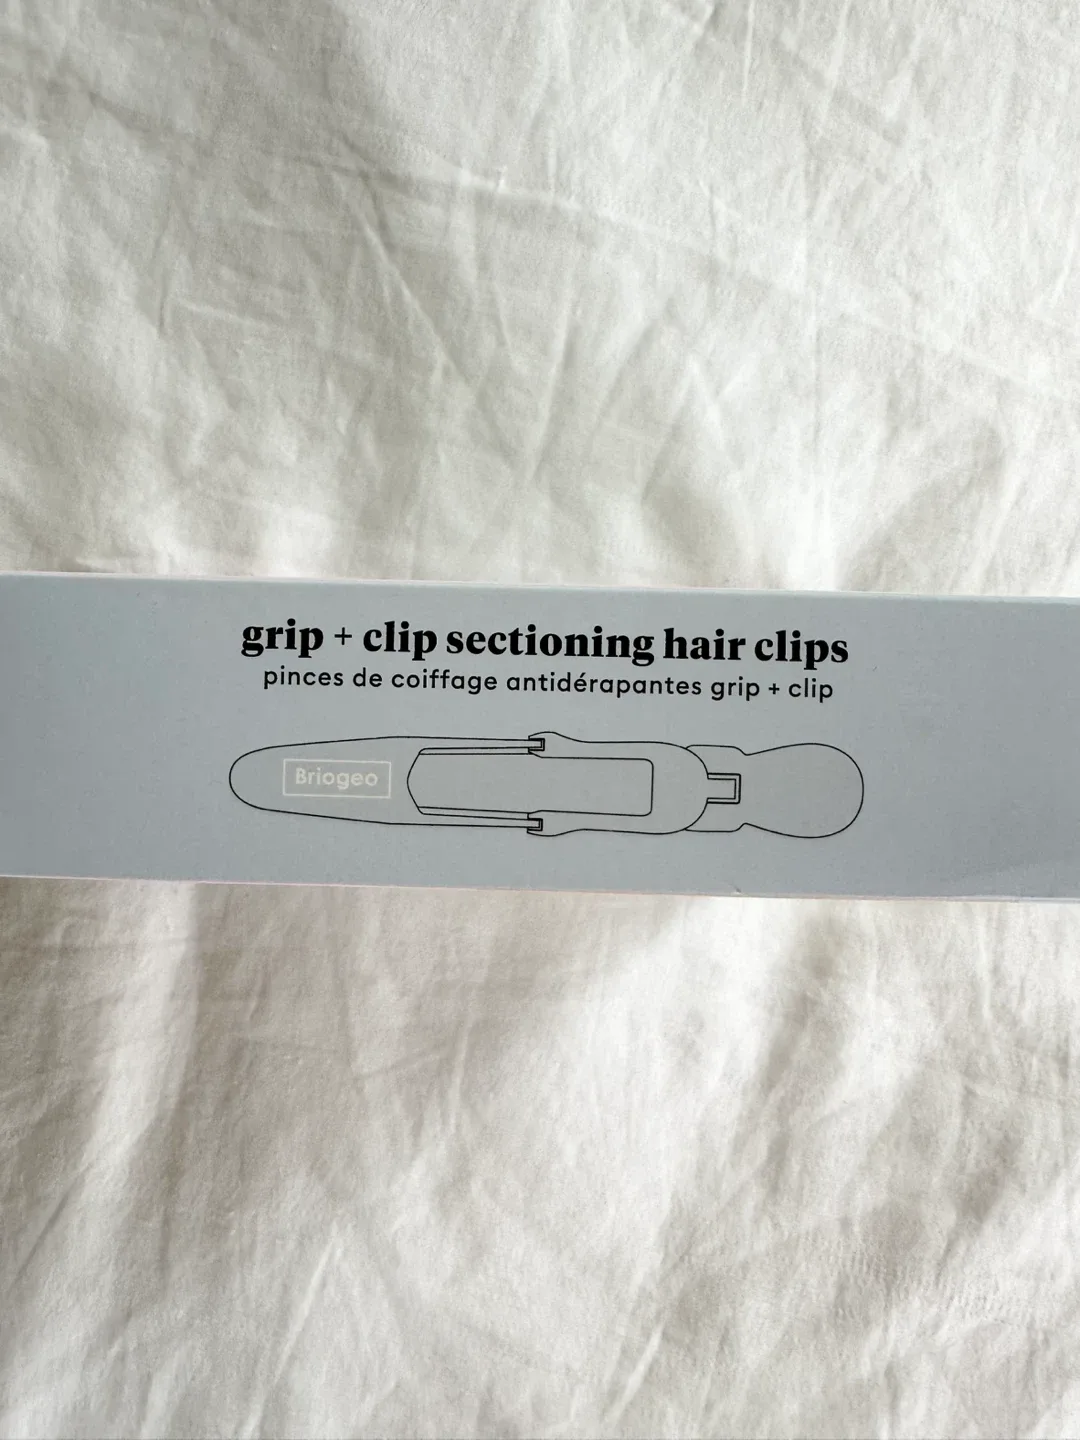 grip + clip sectioning hair clips
pinces de coiffage antidérapantes grip + clip
Briogeo